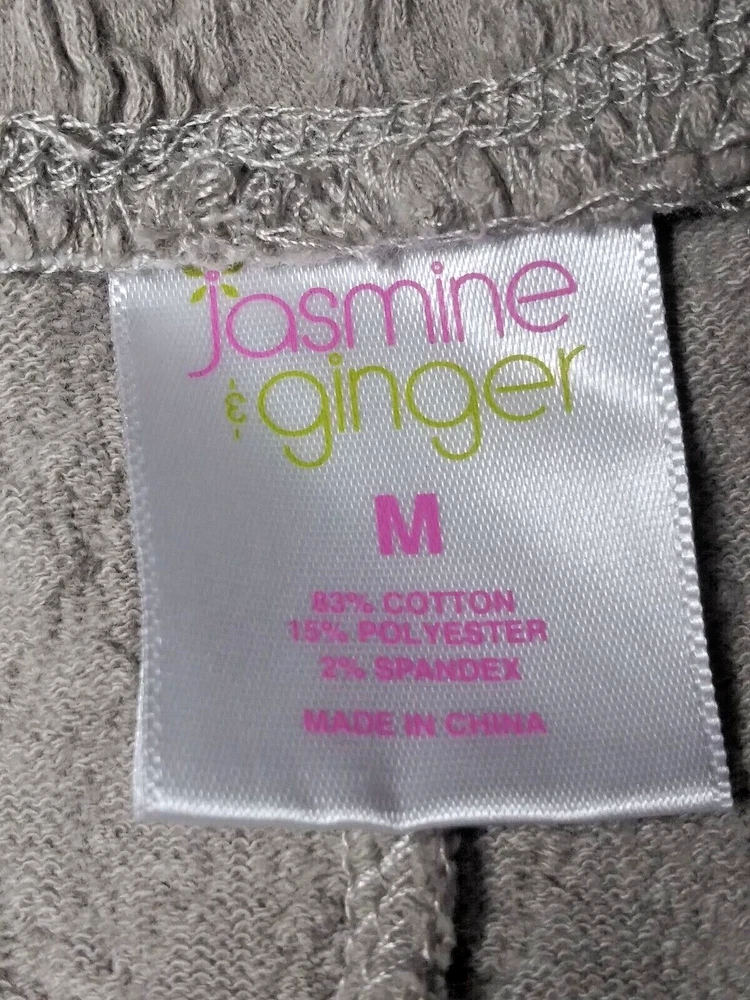 jasmine
& ginger
M
83% COTTON
15% POLYESTER
2% SPANDEX
MADE IN CHINA